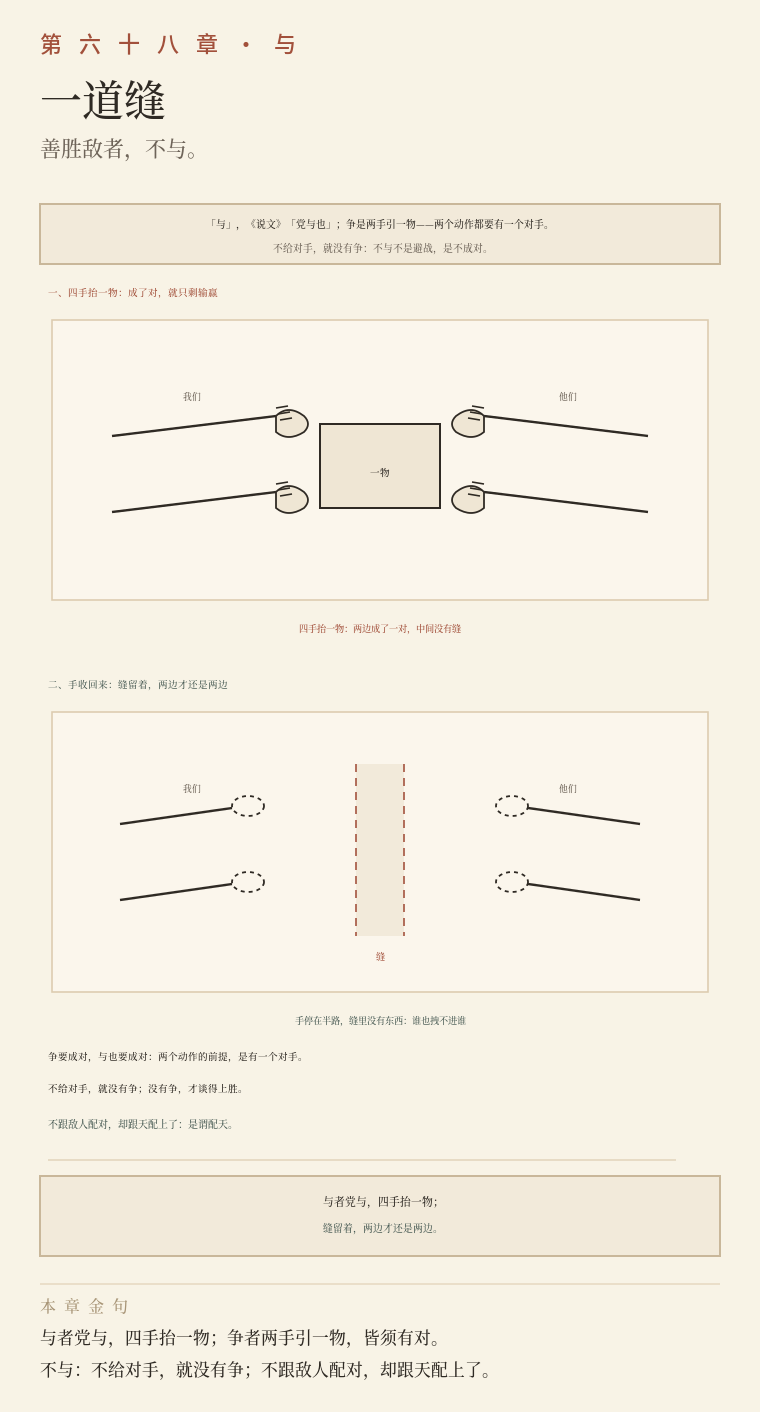 第六十八章·与
一道缝
善胜敌者，不与。
「与」，《说文》「党与也」；争是两手引一物——两个动作都要有一个对手。
不给对手，就没有争：不与不是避战，是不成对。
一、四手抬一物：成了对，就只剩输赢
我们
他们
一物
四手抬一物：两边成了一对，中间没有缝
二、手收回来：缝留着，两边才还是两边
我们
他们
缝
手停在半路，缝里没有东西：谁也拽不进谁
争要成对，与也要成对：两个动作的前提，是有一个对手。
不给对手，就没有争；没有争，才谈得上胜。
不跟敌人配对，却跟天配上了：是谓配天。
与者党与，四手抬一物；
缝留着，两边才还是两边。
本章金句
与者党与，四手抬一物；争者两手引一物，皆须有对。
不与：不给对手，就没有争；不跟敌人配对，却跟天配上了。